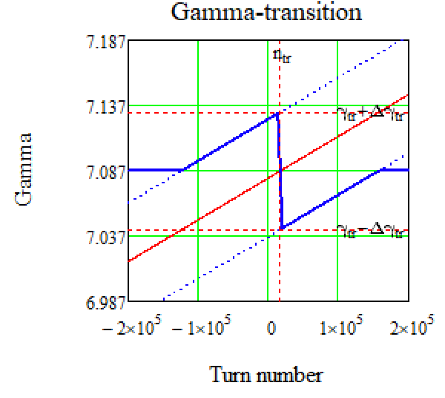 Gamma-transition
7.187
n_tr
7.137
γ_tr+Δγ_tr
7.087
Gamma
7.037
γ_tr−Δγ_tr
6.987
−2×10^5 −1×10^5 0 1×10^5 2×10^5
Turn number